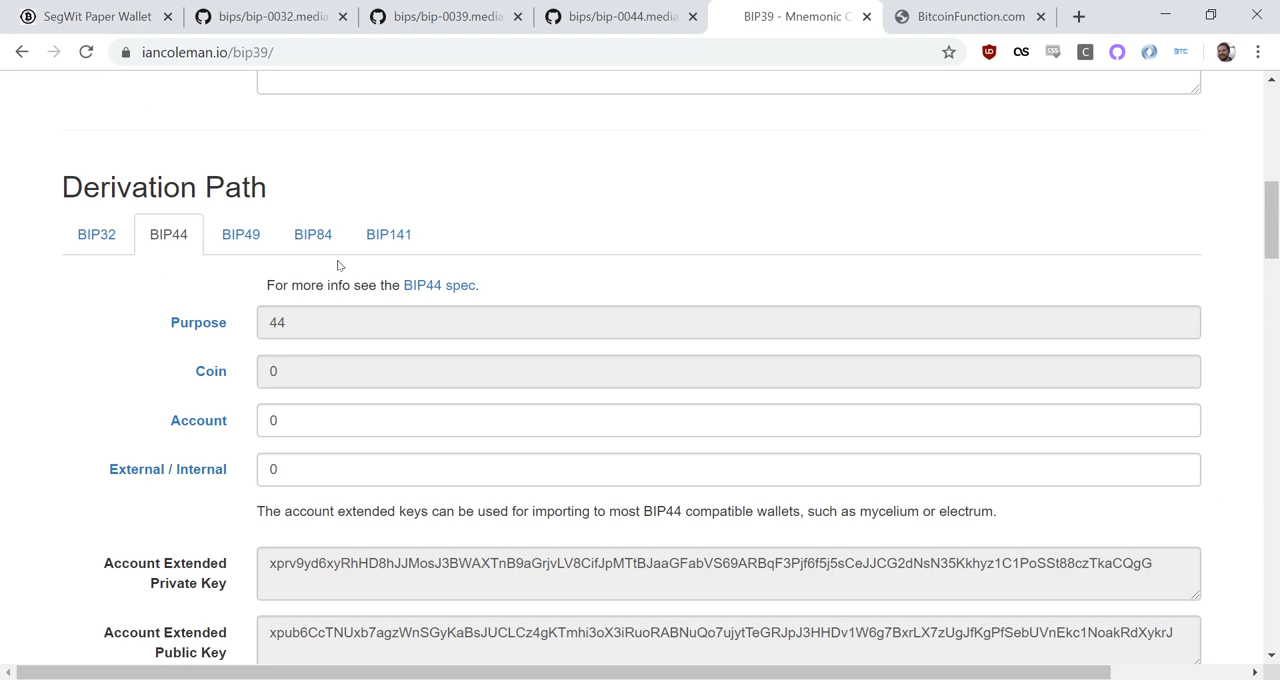 SegWit Paper Wallet
bips/bip-0032.media
bips/bip-0039.media
bips/bip-0044.media
BIP39 - Mnemonic C
BitcoinFunction.com
iancoleman.io/bip39/
Derivation Path
BIP32
BIP44
BIP49
BIP84
BIP141
For more info see the BIP44 spec.
Purpose
44
Coin
0
Account
0
External / Internal
0
The account extended keys can be used for importing to most BIP44 compatible wallets, such as mycelium or electrum.
Account Extended
Private Key
xprv9yd6xyRhHD8hJJMosJ3BWAXTnB9aGrjvLV8CifJpMTtBJaaGFabVS69ARBqF3Pjf6f5j5sCeJJCG2dNsN35Kkhyz1C1PoSSt88czTkaCQgG
Account Extended
Public Key
xpub6CcTNUxb7agzWnSGyKaBsJUCLCz4gKTmhi3oX3iRuoRABNuQo7ujytTeGRJpJ3HHDv1W6g7BxrLX7zUgJfKgPfSebUVnEkc1NoakRdXykrJ